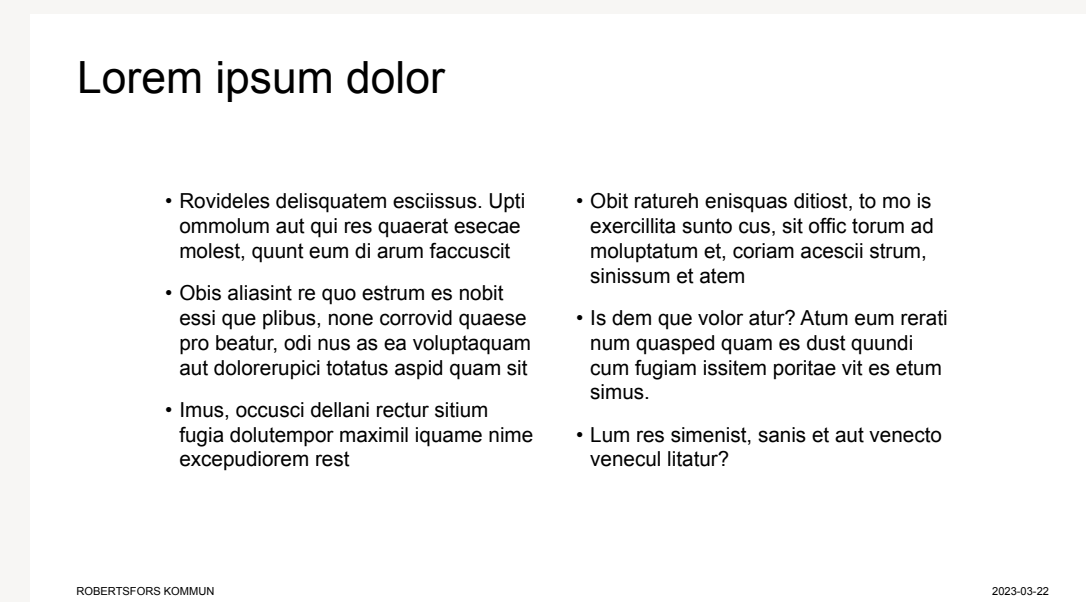 Lorem ipsum dolor
• Rovideles delisquatem esciissus. Upti
ommolum aut qui res quaerat esecae
molest, quunt eum di arum faccuscit
• Obis aliasint re quo estrum es nobit
essi que plibus, none corrovid quaese
pro beatur, odi nus as ea voluptaquam
aut dolorerupici totatus aspid quam sit
• Imus, occusci dellani rectur sitium
fugia dolutempor maximil iquame nime
excepudiorem rest
• Obit ratureh enisquas ditiost, to mo is
exercillita sunto cus, sit offic torum ad
moluptatum et, coriam acescii strum,
sinissum et atem
• Is dem que volor atur? Atum eum rerati
num quasped quam es dust quundi
cum fugiam issitem poritae vit es etum
simus.
• Lum res simenist, sanis et aut venecto
venecul litatur?
ROBERTSFORS KOMMUN
2023-03-22